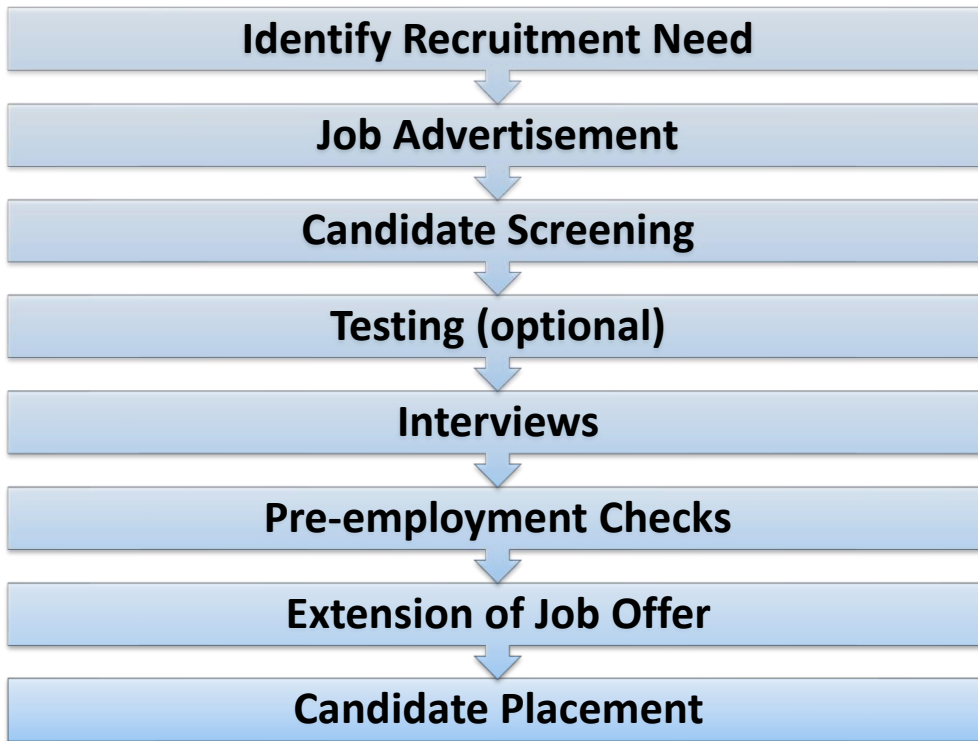 Identify Recruitment Need
Job Advertisement
Candidate Screening
Testing (optional)
Interviews
Pre-employment Checks
Extension of Job Offer
Candidate Placement